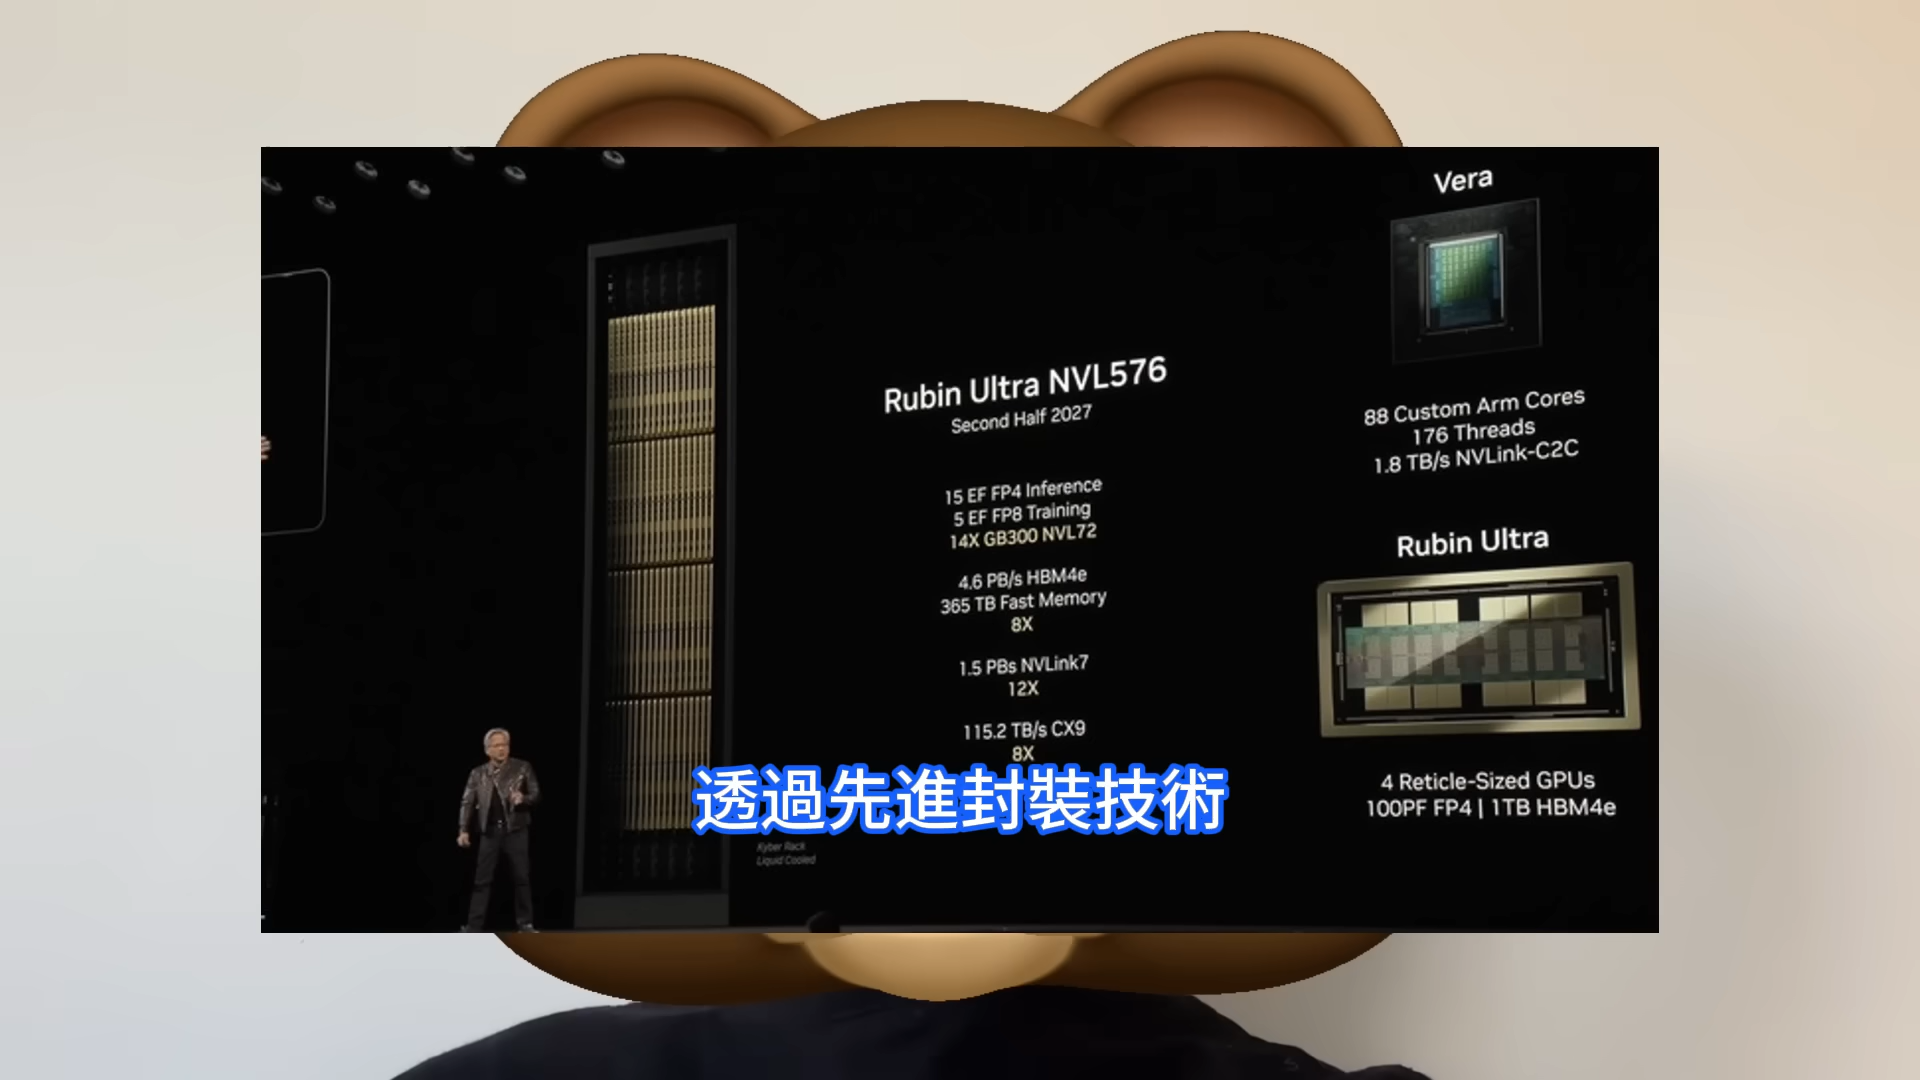 Rubin Ultra NVL576
Second Half 2027
15 EF FP4 Inference
5 EF FP8 Training
14X GB300 NVL72
4.6 PB/s HBM4e
365 TB Fast Memory
8X
1.5 PBs NVLink7
12X
115.2 TB/s CX9
8X
Kyber Rack
Liquid Cooled
Vera
88 Custom Arm Cores
176 Threads
1.8 TB/s NVLink-C2C
Rubin Ultra
4 Reticle-Sized GPUs
100PF FP4 | 1TB HBM4e
透過先進封裝技術